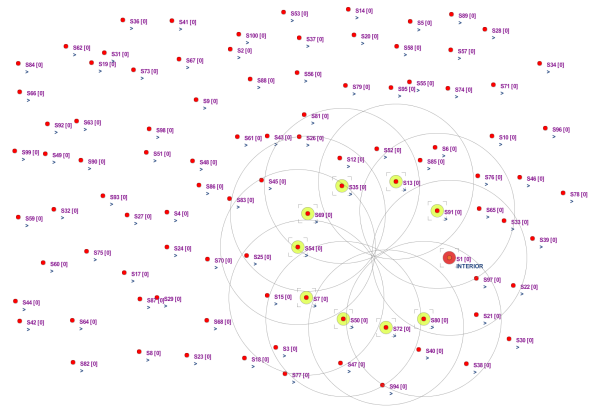 S53 [0]
>
S14 [0]
>
S89 [0]
>
S36 [0]
>
S41 [0]
>
S5 [0]
>
S28 [0]
>
S100 [0]
>
S37 [0]
>
S20 [0]
>
S62 [0]
>
S31 [0]
>
S2 [0]
>
S58 [0]
>
S57 [0]
>
S84 [0]
>
S19 [0]
>
S73 [0]
>
S67 [0]
>
S34 [0]
>
S88 [0]
>
S56 [0]
>
S79 [0]
>
S95 [0]
>
S55 [0]
>
S74 [0]
>
S71 [0]
>
S66 [0]
>
S9 [0]
>
S81 [0]
>
S92 [0]
>
S63 [0]
>
S98 [0]
>
S61 [0]
>
S43 [0]
>
S26 [0]
>
S10 [0]
>
S96 [0]
>
S99 [0]
>
S49 [0]
>
S90 [0]
>
S51 [0]
>
S48 [0]
>
S12 [0]
>
S52 [0]
>
S6 [0]
>
S85 [0]
>
S86 [0]
>
S45 [0]
>
S35 [0]
>
S13 [0]
>
S76 [0]
>
S46 [0]
>
S78 [0]
>
S93 [0]
>
S83 [0]
>
S59 [0]
>
S32 [0]
>
S27 [0]
>
S4 [0]
>
S69 [0]
>
S91 [0]
>
S65 [0]
>
S33 [0]
>
S75 [0]
>
S24 [0]
>
S54 [0]
>
S39 [0]
>
S60 [0]
>
S17 [0]
>
S70 [0]
>
S25 [0]
>
S1 [0]
INTERIOR
S97 [0]
>
S22 [0]
>
S44 [0]
>
S29 [0]
>
S15 [0]
>
S7 [0]
>
S42 [0]
>
S64 [0]
>
S68 [0]
>
S50 [0]
>
S72 [0]
>
S80 [0]
>
S21 [0]
>
S38 [0]
>
S82 [0]
>
S8 [0]
>
S23 [0]
>
S18 [0]
>
S3 [0]
>
S47 [0]
>
S40 [0]
>
S77 [0]
>
S94 [0]
>